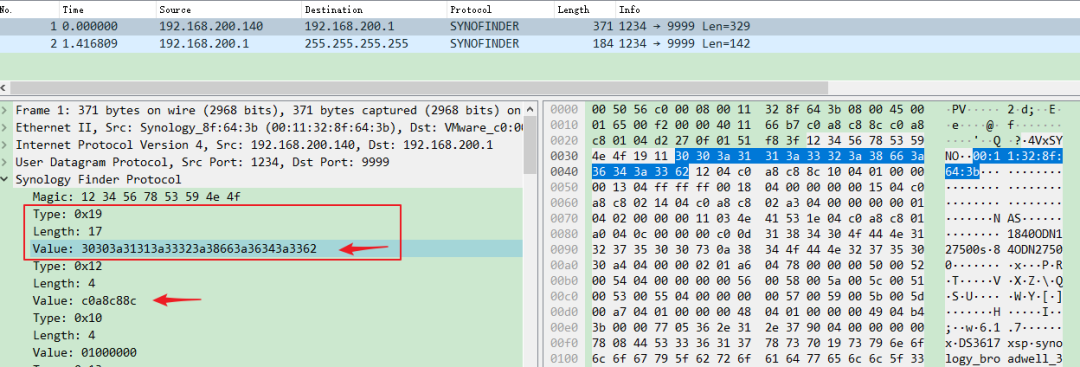 No. Time Source Destination Protocol Length Info
1 0.000000 192.168.200.140 192.168.200.1 SYNOFINDER 371 1234 → 9999 Len=329
2 1.416809 192.168.200.1 255.255.255.255 SYNOFINDER 184 1234 → 9999 Len=142
Frame 1: 371 bytes on wire (2968 bits), 371 bytes captured (2968 bits) on
Ethernet II, Src: Synology_8f:64:3b (00:11:32:8f:64:3b), Dst: VMware_c0:0
Internet Protocol Version 4, Src: 192.168.200.140, Dst: 192.168.200.1
User Datagram Protocol, Src Port: 1234, Dst Port: 9999
Synology Finder Protocol
Magic: 12 34 56 78 53 59 4e 4f
Type: 0x19
Length: 17
Value: 30303a31313a33323a38663a36343a3362
Type: 0x12
Length: 4
Value: c0a8c88c
Type: 0x10
Length: 4
Value: 01000000
0000 00 50 56 c0 00 08 00 11 32 8f 64 3b 08 00 45 00 ·PV·····2·d;··E·
0010 01 65 00 f2 00 00 40 11 66 b7 c0 a8 c8 8c c0 a8 ·e····@·f·······
0020 c8 01 04 d2 27 0f 01 51 f8 3f 12 34 56 78 53 59 ····'··Q·?·4VxSY
0030 4e 4f 19 11 30 30 3a 31 31 3a 33 32 3a 38 66 3a NO··00:11:32:8f:
0040 36 34 3a 33 62 12 04 c0 a8 c8 8c 10 04 01 00 00 64:3b···········
0050 00 13 04 ff ff ff 00 18 04 00 00 00 00 15 04 c0 ················
0060 a8 c8 02 14 04 c0 a8 c8 02 a3 04 00 00 00 00 01
0070 04 02 00 00 00 11 03 4e 41 53 1e 04 c0 a8 c8 01 ·······NAS······
0080 a0 04 0c 00 00 00 c0 0d 31 38 34 30 4f 44 4e 31 ········1840ODN1
0090 32 37 35 30 30 73 0a 38 34 4f 44 4e 32 37 35 30 27500s·84ODN2750
00a0 30 a4 04 00 00 02 01 a6 04 78 00 00 00 50 00 52 0········x···P·R
00b0 00 54 04 00 00 00 00 56 00 58 00 5a 00 5c 00 51 ·T·····V·X·Z·\·Q
00c0 00 53 00 55 04 00 00 00 00 57 00 59 00 5b 00 5d ·S·U·····W·Y·[·]
00d0 00 a7 04 01 00 00 00 48 04 01 00 00 00 49 04 b4 ·······H·····I··
00e0 3b 00 00 77 05 36 2e 31 2e 37 90 04 00 00 00 00 ;··w·6.1.7······
00f0 78 08 44 53 33 36 31 37 78 73 70 19 73 79 6e 6f x·DS3617xsp·syno
0100 6c 6f 67 79 5f 62 72 6f 61 64 77 65 6c 6c 5f 33 logy_broadwell_3